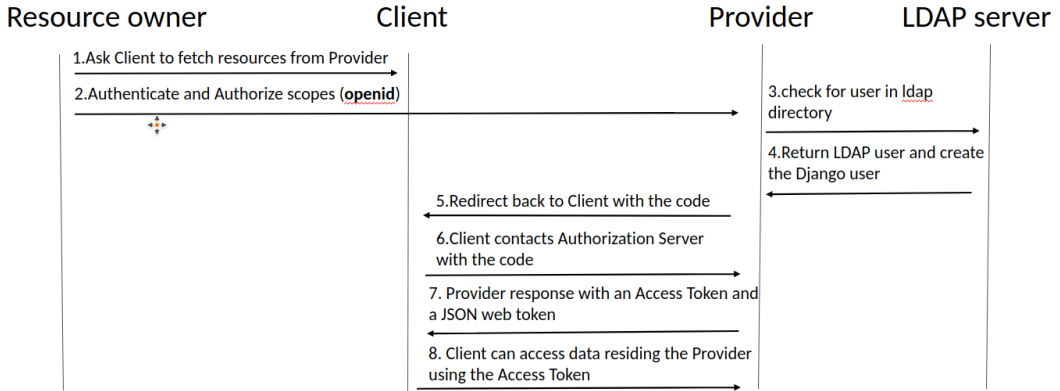 Resource owner Client Provider LDAP server
1.Ask Client to fetch resources from Provider
2.Authenticate and Authorize scopes (openid)
3.check for user in ldap
directory
4.Return LDAP user and create
the Django user
5.Redirect back to Client with the code
6.Client contacts Authorization Server
with the code
7. Provider response with an Access Token and
a JSON web token
8. Client can access data residing the Provider
using the Access Token